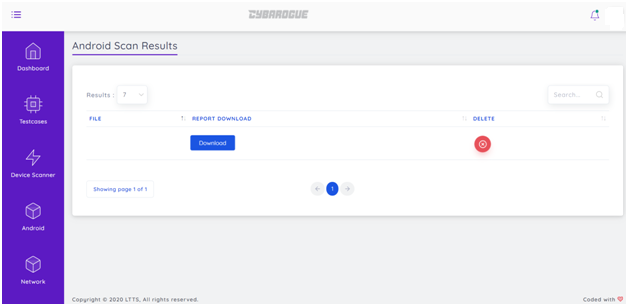 CYBAROGUE
Android Scan Results
Dashboard
Testcases
Device Scanner
Android
Network
Results : 7
Search...
FILE REPORT DOWNLOAD DELETE
Download
Showing page 1 of 1
1
Copyright © 2020 LTTS, All rights reserved.
Coded with